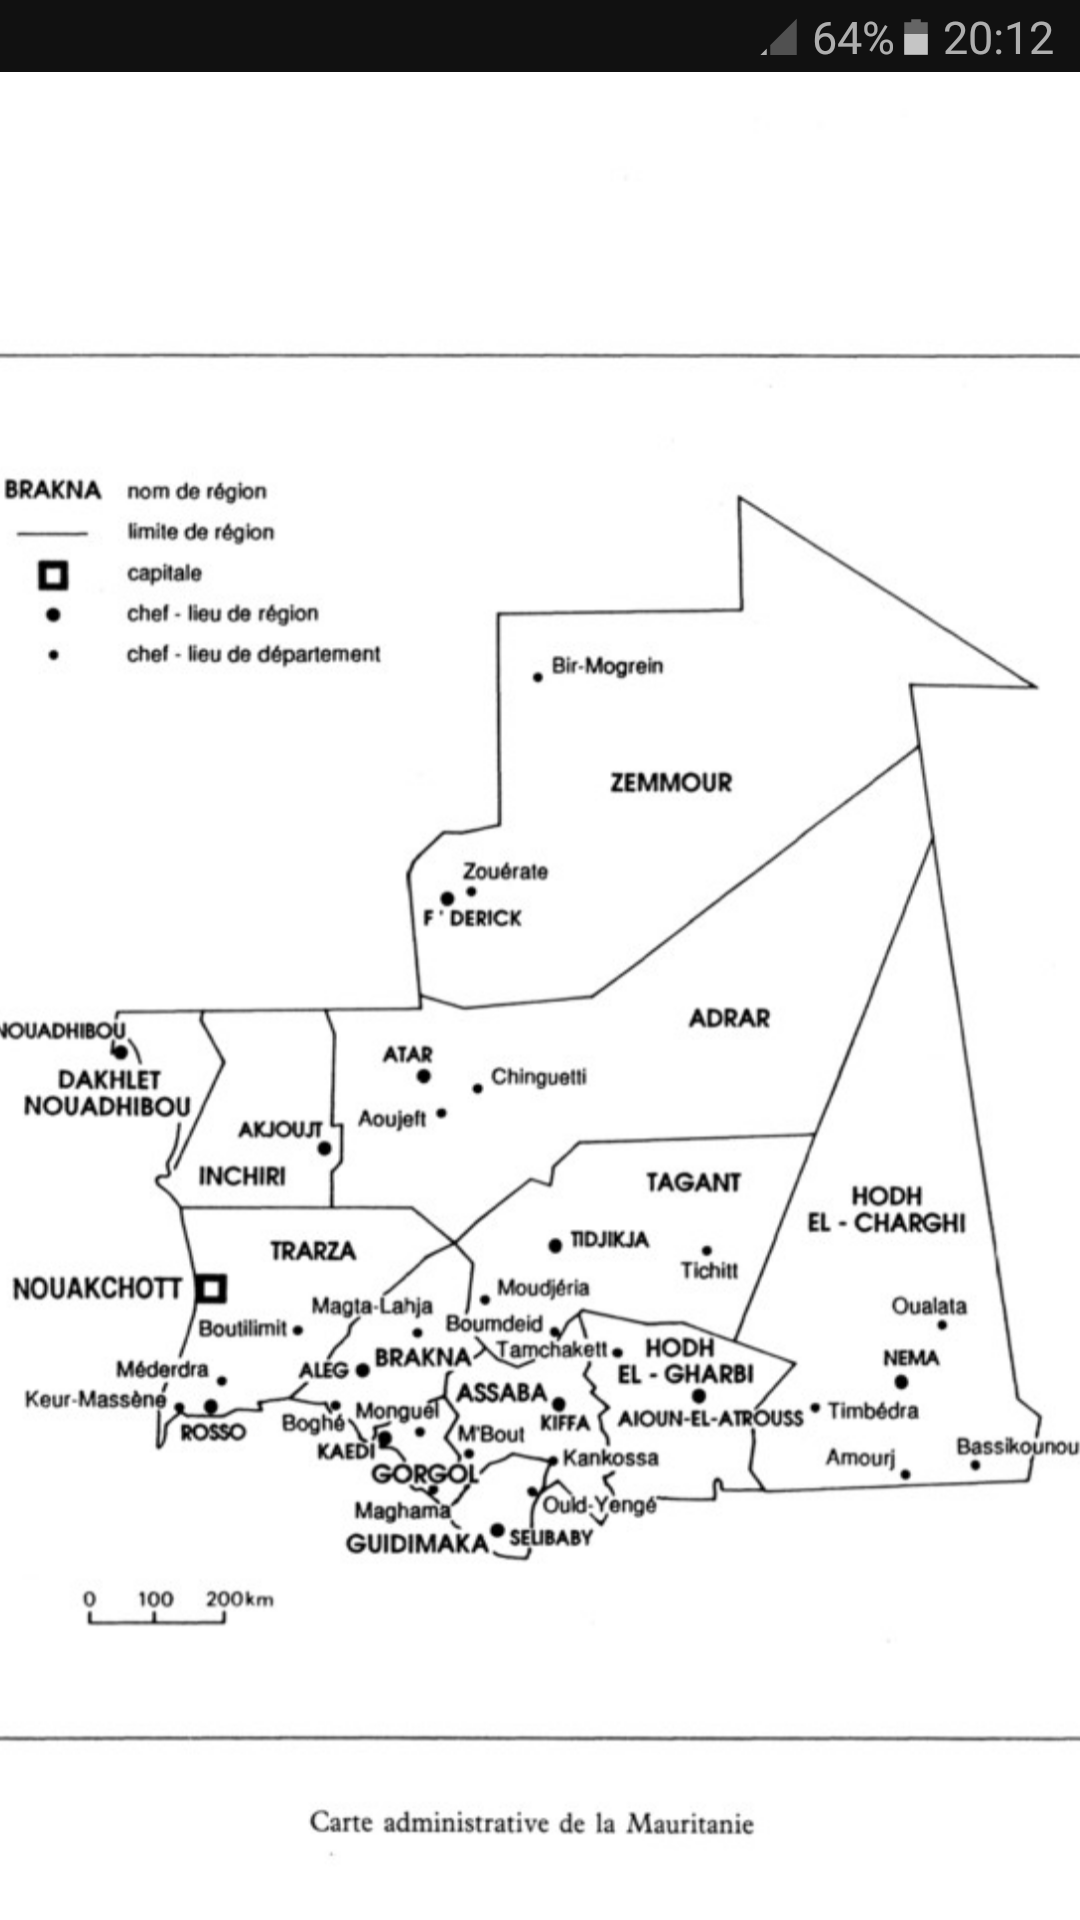 64% 20:12
BRAKNA nom de région
limite de région
capitale
chef - lieu de région
chef - lieu de département
Bir-Mogrein
ZEMMOUR
Zouérate
F ' DERICK
NOUADHIBOU
DAKHLET
NOUADHIBOU
ADRAR
ATAR
Chinguetti
Aoujeft
AKJOUJT
INCHIRI
TAGANT
HODH
EL - CHARGHI
TRARZA
TIDJIKJA
Tichitt
NOUAKCHOTT
Moudjéria
Magta-Lahja
Boutilimit
Boumdeid
Oualata
Tamchakett
HODH
EL - GHARBI
NEMA
Méderdra
ALEG
BRAKNA
ASSABA
Keur-Massène
ROSSO
Boghé
Monguel
KIFFA
AIOUN-EL-ATROUSS
Timbédra
KAEDI
M'Bout
Kankossa
Amourj
Bassikounou
GORGOL
Maghama
Ould-Yengé
GUIDIMAKA
SELIBABY
0 100 200 km
Carte administrative de la Mauritanie